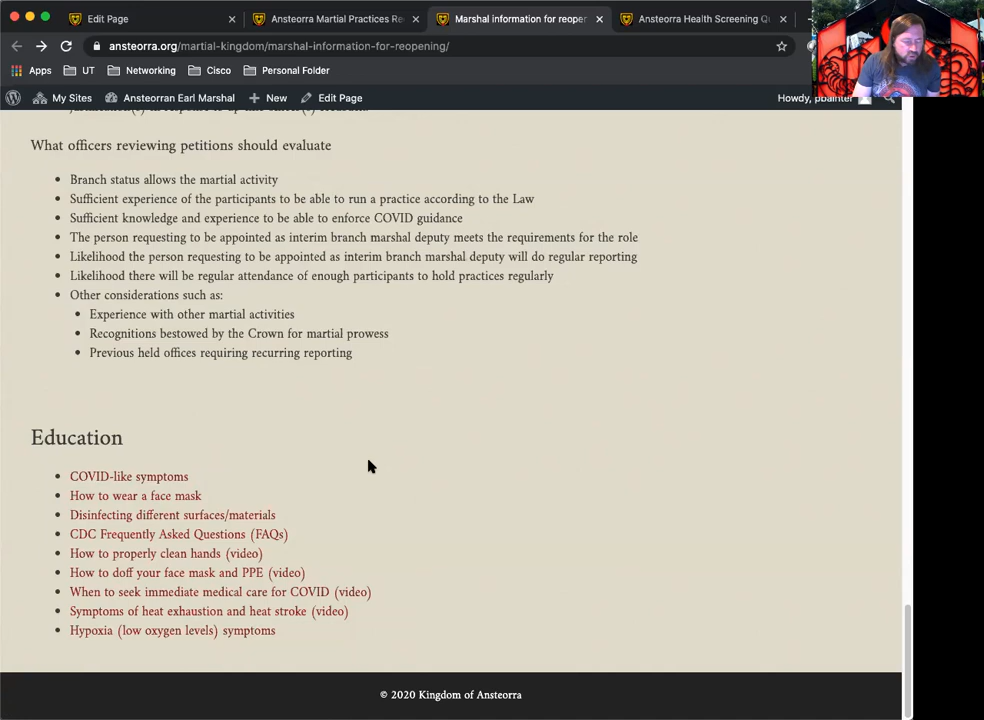 Edit Page
Ansteorra Martial Practices Re
Marshal information for reoper
Ansteorra Health Screening Q
ansteorra.org/martial-kingdom/marshal-information-for-reopening/
Apps
UT
Networking
Cisco
Personal Folder
My Sites
Ansteorran Earl Marshal
New
Edit Page
Howdy, pbainter
What officers reviewing petitions should evaluate
Branch status allows the martial activity
Sufficient experience of the participants to be able to run a practice according to the Law
Sufficient knowledge and experience to be able to enforce COVID guidance
The person requesting to be appointed as interim branch marshal deputy meets the requirements for the role
Likelihood the person requesting to be appointed as interim branch marshal deputy will do regular reporting
Likelihood there will be regular attendance of enough participants to hold practices regularly
Other considerations such as:
Experience with other martial activities
Recognitions bestowed by the Crown for martial prowess
Previous held offices requiring recurring reporting
Education
COVID-like symptoms
How to wear a face mask
Disinfecting different surfaces/materials
CDC Frequently Asked Questions (FAQs)
How to properly clean hands (video)
How to doff your face mask and PPE (video)
When to seek immediate medical care for COVID (video)
Symptoms of heat exhaustion and heat stroke (video)
Hypoxia (low oxygen levels) symptoms
© 2020 Kingdom of Ansteorra